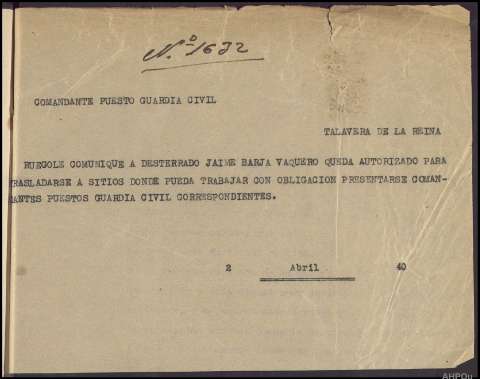 N.º 1632
COMANDANTE PUESTO GUARDIA CIVIL
TALAVERA DE LA REINA
RUEGOLE COMUNIQUE A DESTERRADO JAIME BARJA VAQUERO QUEDA AUTORIZADO PARA
TRASLADARSE A SITIOS DONDE PUEDA TRABAJAR CON OBLIGACION PRESENTARSE COMAN-
DANTES PUESTOS GUARDIA CIVIL CORRESPONDIENTES.
2 Abril 40
AHPOu